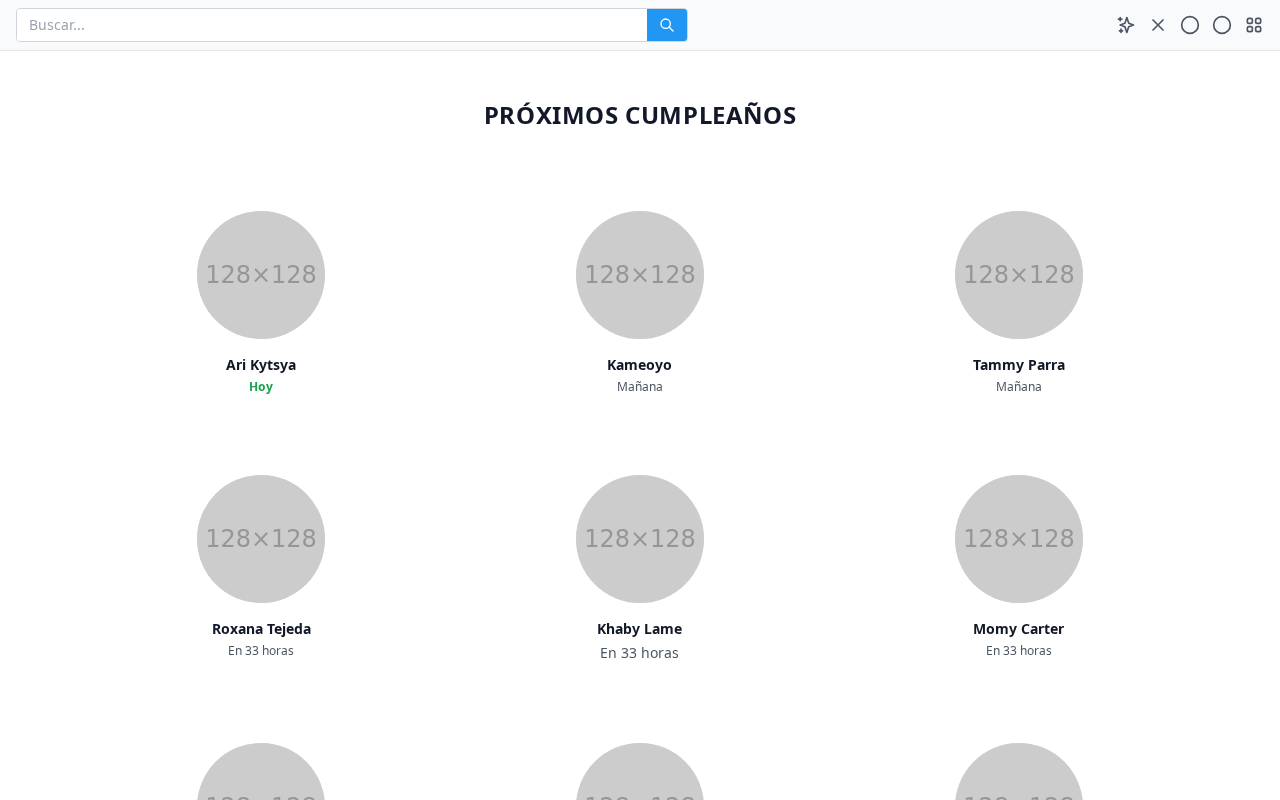 Buscar...
PRÓXIMOS CUMPLEAÑOS
128×128
128×128
128×128
Ari Kytsya
Hoy
Kameoyo
Mañana
Tammy Parra
Mañana
128×128
128×128
128×128
Roxana Tejeda
En 33 horas
Khaby Lame
En 33 horas
Momy Carter
En 33 horas